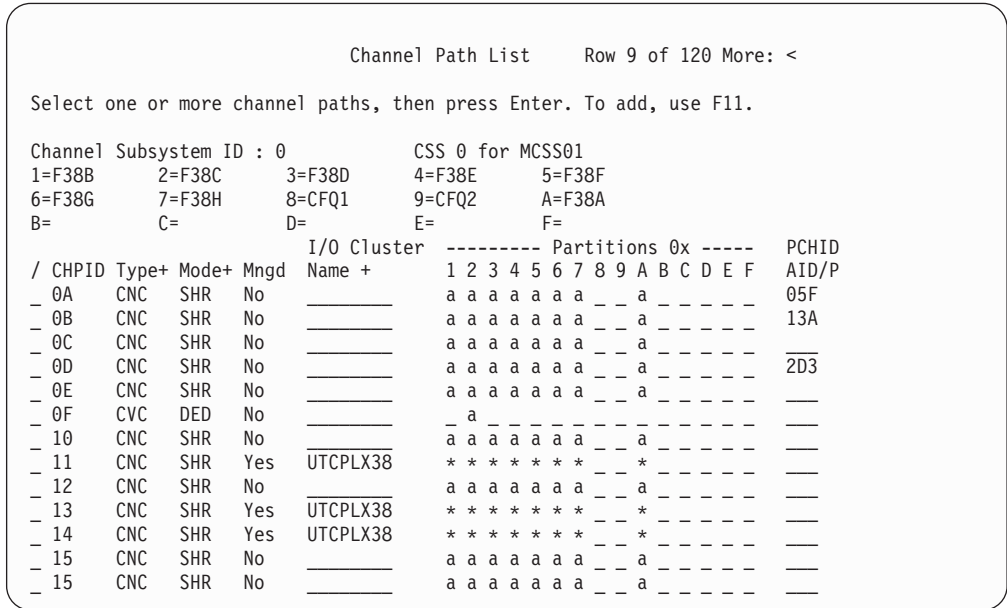 Channel Path List Row 9 of 120 More: <
Select one or more channel paths, then press Enter. To add, use F11.
Channel Subsystem ID : 0 CSS 0 for MCSS01
1=F38B 2=F38C 3=F38D 4=F38E 5=F38F
6=F38G 7=F38H 8=CFQ1 9=CFQ2 A=F38A
B= C= D= E= F=
I/O Cluster --------- Partitions 0x ----- PCHID
/ CHPID Type+ Mode+ Mngd Name + 1 2 3 4 5 6 7 8 9 A B C D E F AID/P
_ 0A CNC SHR No ________ a a a a a a a _ _ a _ _ _ _ _ 05F
_ 0B CNC SHR No ________ a a a a a a a _ _ a _ _ _ _ _ 13A
_ 0C CNC SHR No ________ a a a a a a a _ _ a _ _ _ _ _ ___
_ 0D CNC SHR No ________ a a a a a a a _ _ a _ _ _ _ _ 2D3
_ 0E CNC SHR No ________ a a a a a a a _ _ a _ _ _ _ _ ___
_ 0F CVC DED No ________ _ a _ _ _ _ _ _ _ _ _ _ _ _ _ ___
_ 10 CNC SHR No ________ a a a a a a a _ _ a _ _ _ _ _ ___
_ 11 CNC SHR Yes UTCPLX38 * * * * * * * _ _ * _ _ _ _ _ ___
_ 12 CNC SHR No ________ a a a a a a a _ _ a _ _ _ _ _ ___
_ 13 CNC SHR Yes UTCPLX38 * * * * * * * _ _ * _ _ _ _ _ ___
_ 14 CNC SHR Yes UTCPLX38 * * * * * * * _ _ * _ _ _ _ _ ___
_ 15 CNC SHR No ________ a a a a a a a _ _ a _ _ _ _ _ ___
_ 15 CNC SHR No ________ a a a a a a a _ _ a _ _ _ _ _ ___